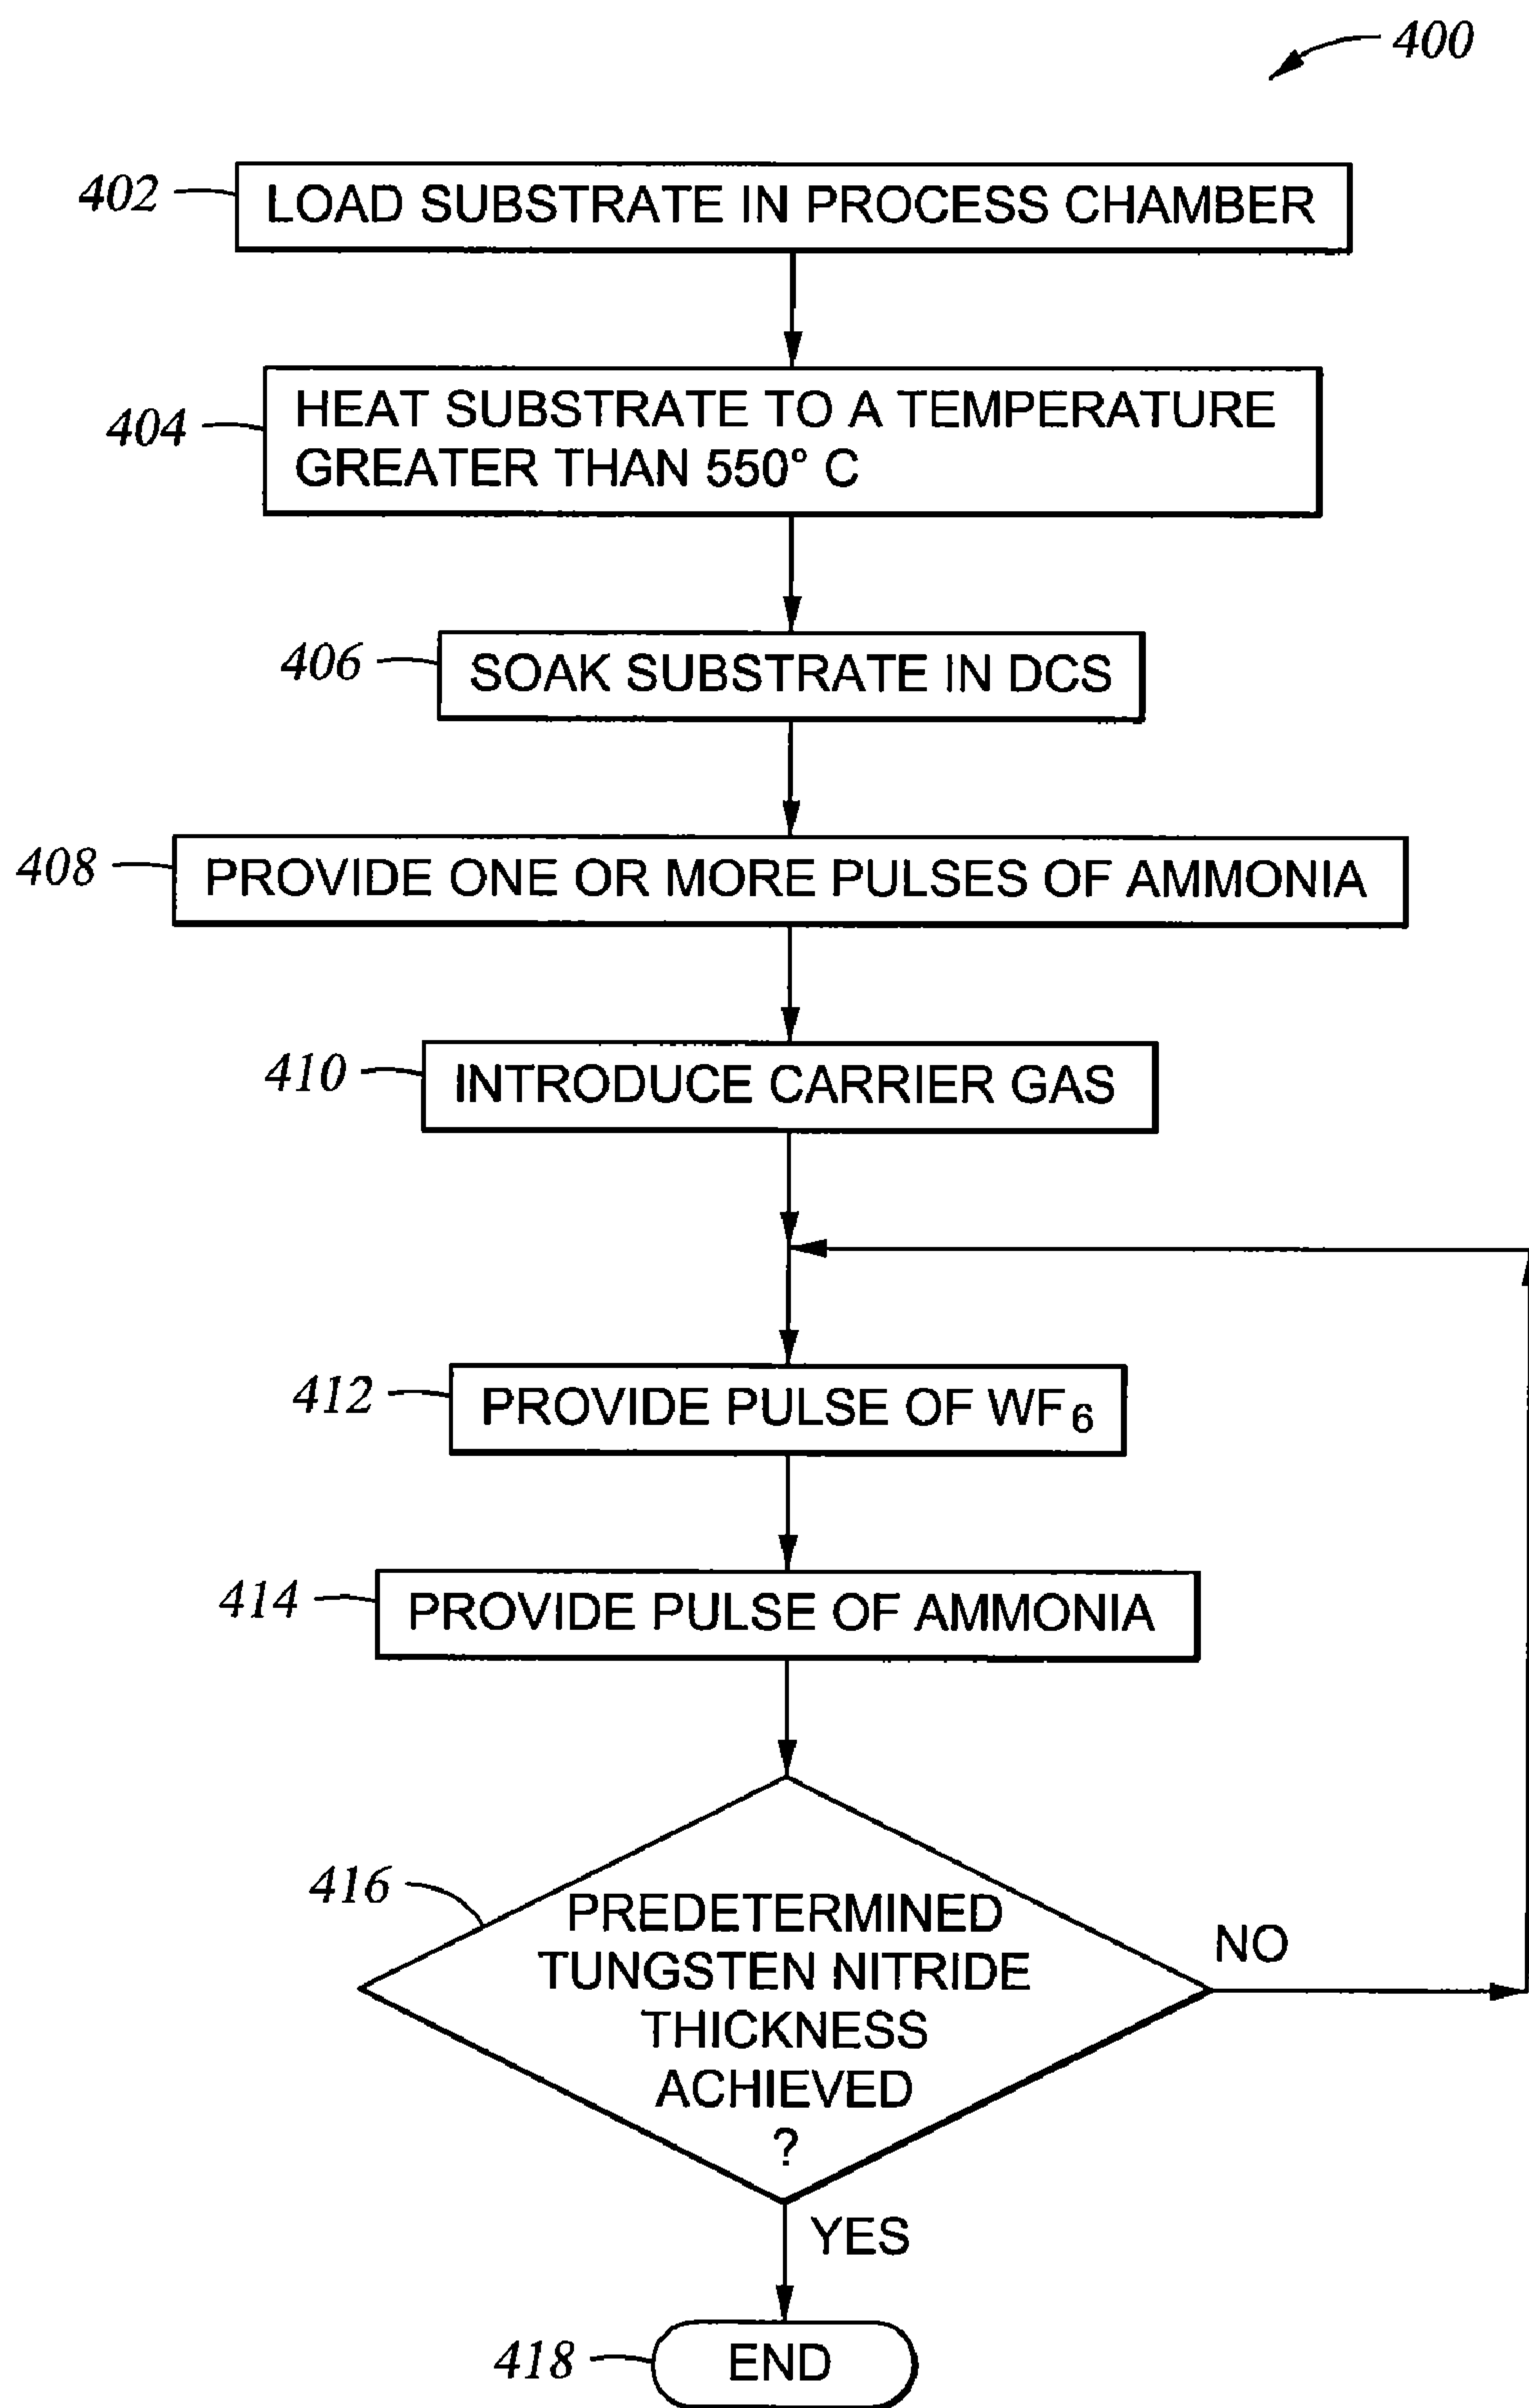 400
402
LOAD SUBSTRATE IN PROCESS CHAMBER
404
HEAT SUBSTRATE TO A TEMPERATURE
GREATER THAN 550° C
406
SOAK SUBSTRATE IN DCS
408
PROVIDE ONE OR MORE PULSES OF AMMONIA
410
INTRODUCE CARRIER GAS
412
PROVIDE PULSE OF WF6
414
PROVIDE PULSE OF AMMONIA
416
PREDETERMINED
TUNGSTEN NITRIDE
THICKNESS
ACHIEVED
?
NO
YES
418
END